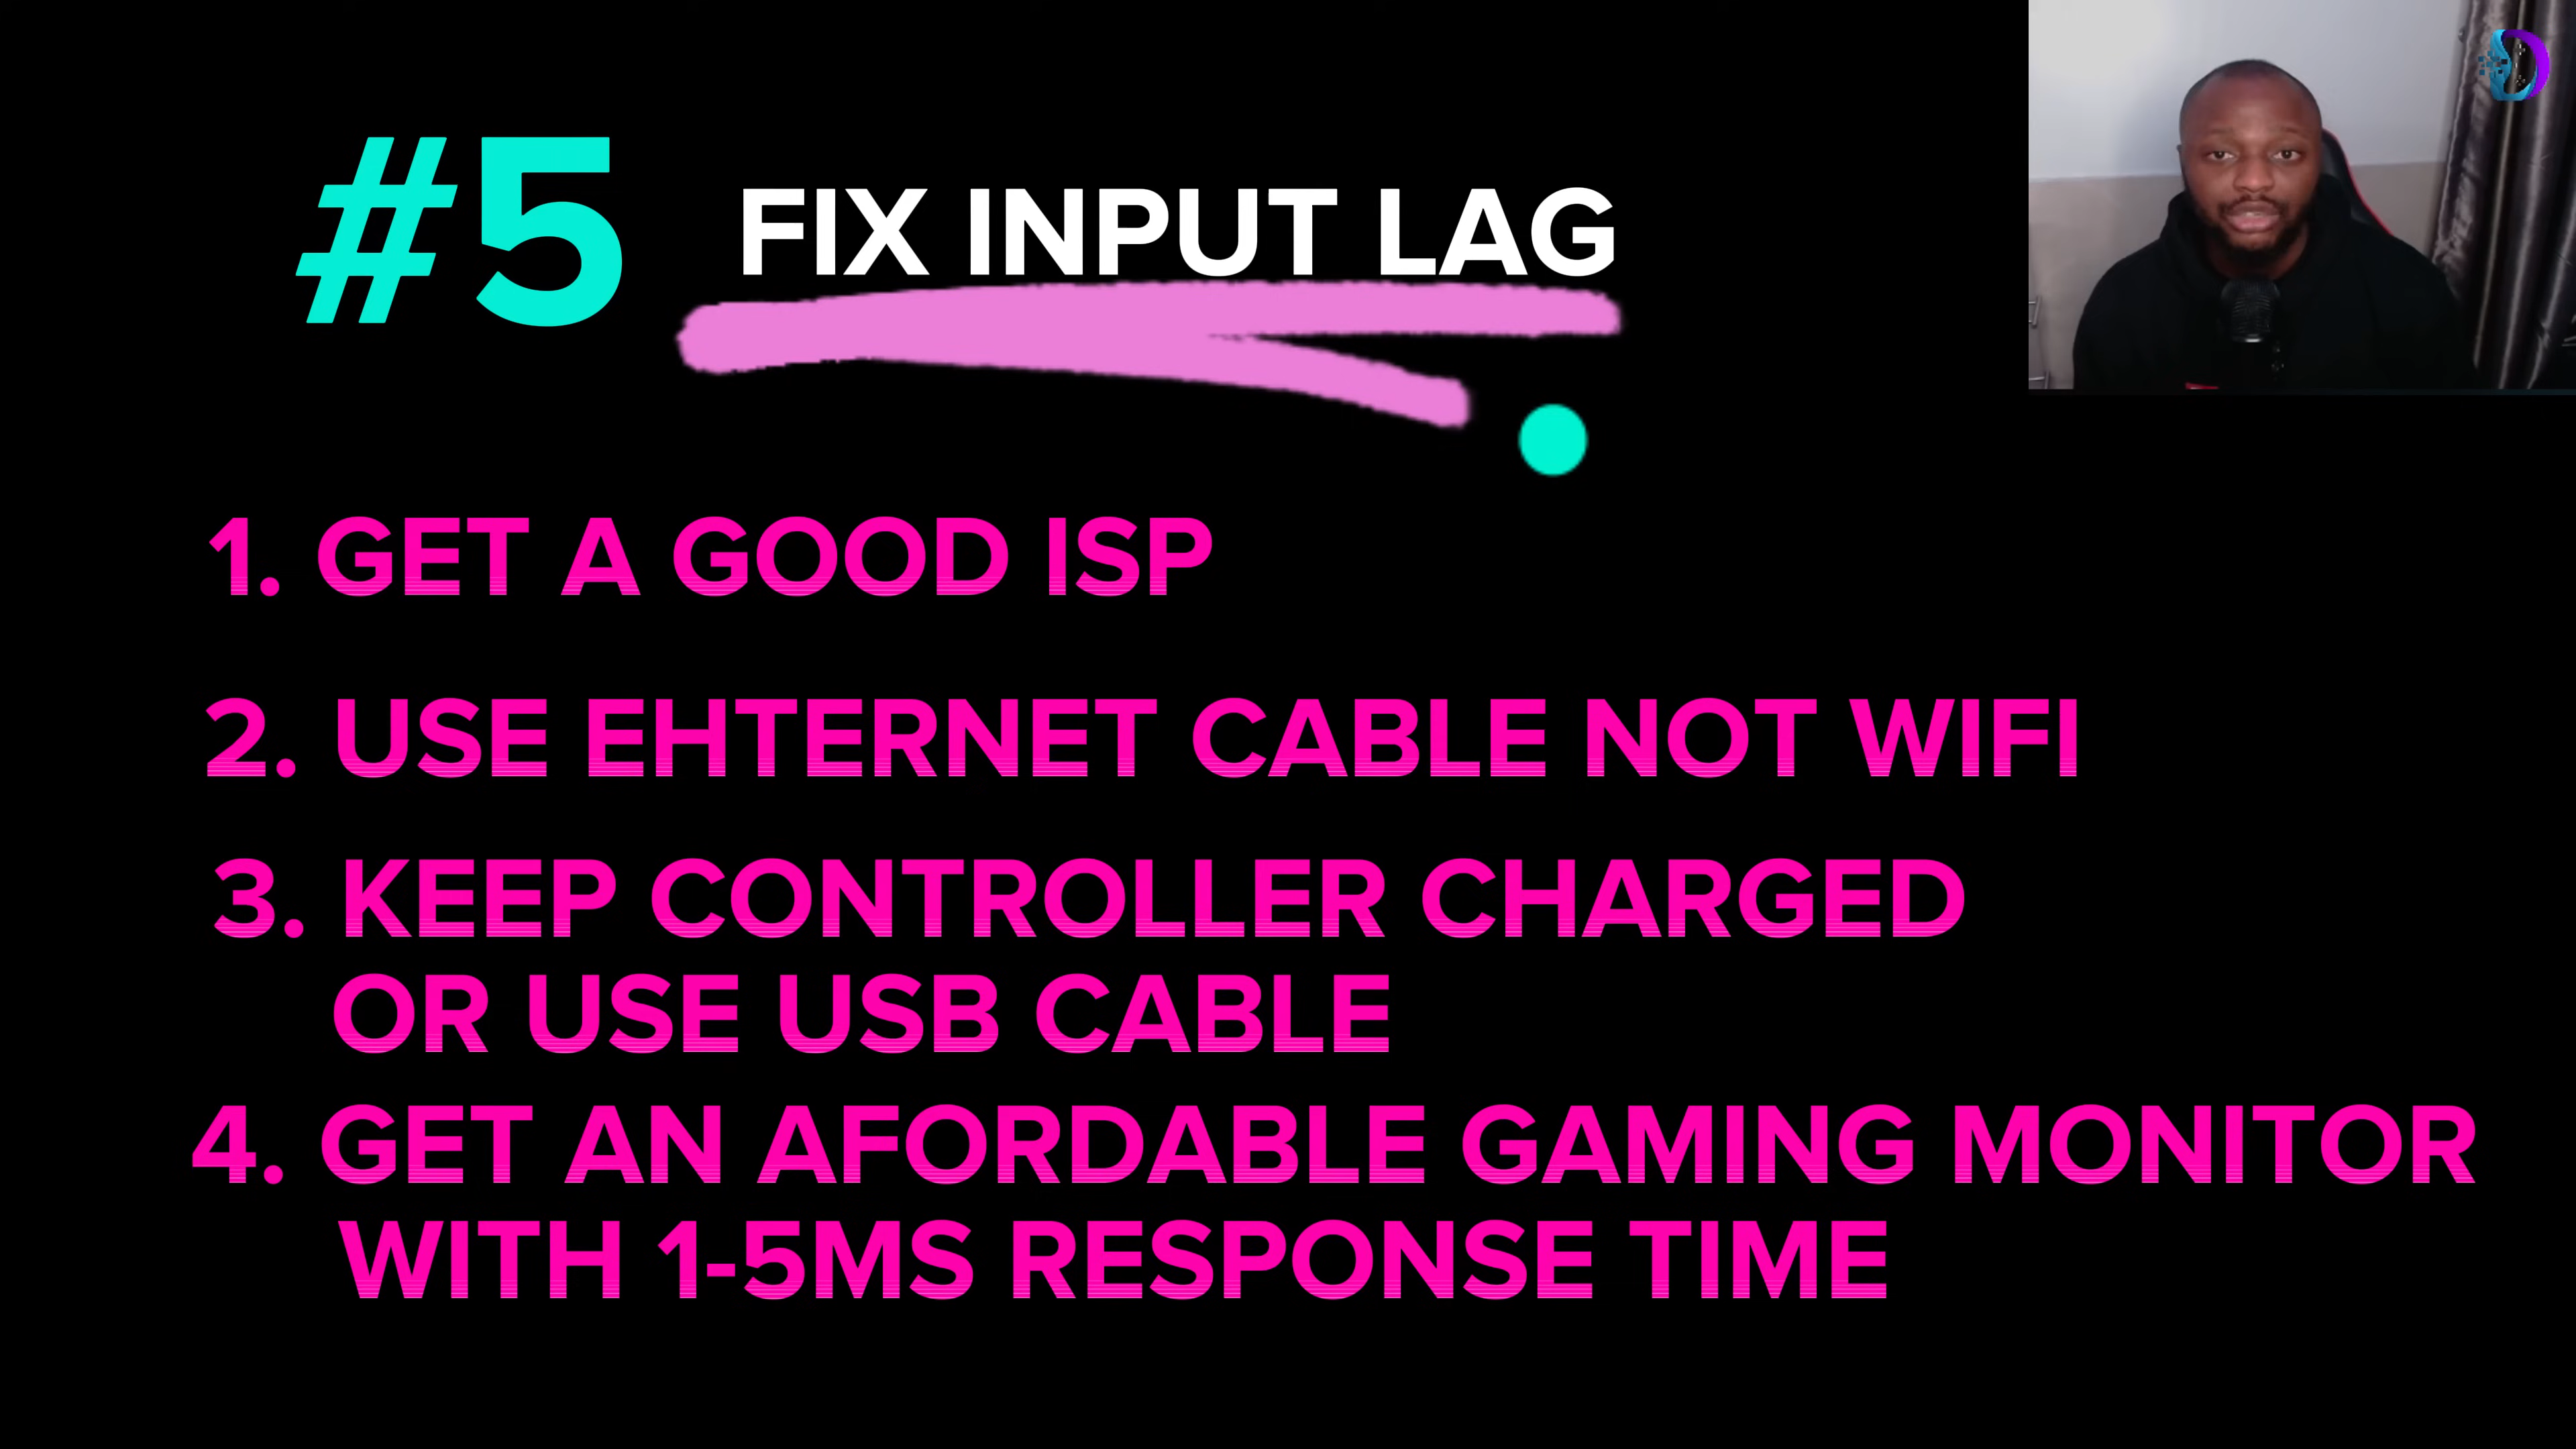 #5 FIX INPUT LAG
1. GET A GOOD ISP
2. USE EHTERNET CABLE NOT WIFI
3. KEEP CONTROLLER CHARGED
OR USE USB CABLE
4. GET AN AFORDABLE GAMING MONITOR
WITH 1-5MS RESPONSE TIME